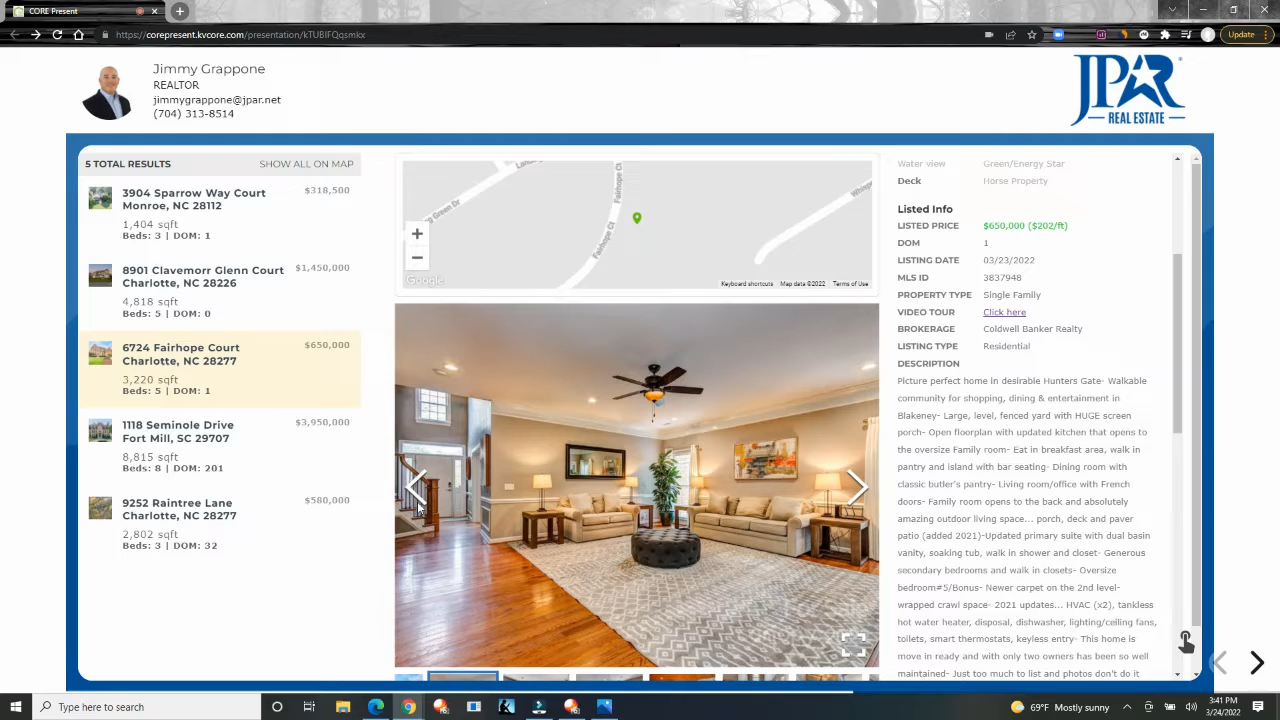 CORE Present
https://corepresent.kvcore.com/presentation/kTUBIFQqsmkx
Update
Jimmy Grappone
REALTOR
jimmygrappone@jpar.net
(704) 313-8514
JPAR
REAL ESTATE
5 TOTAL RESULTS
SHOW ALL ON MAP
3904 Sparrow Way Court
Monroe, NC 28112
$318,500
1,404 sqft
Beds: 3 | DOM: 1
8901 Clavemorr Glenn Court
Charlotte, NC 28226
$1,450,000
4,818 sqft
Beds: 5 | DOM: 0
6724 Fairhope Court
Charlotte, NC 28277
$650,000
3,220 sqft
Beds: 5 | DOM: 1
1118 Seminole Drive
Fort Mill, SC 29707
$3,950,000
8,815 sqft
Beds: 8 | DOM: 201
9252 Raintree Lane
Charlotte, NC 28277
$580,000
2,802 sqft
Beds: 3 | DOM: 32
Fairhope Ct
Fairhope Ct
Green Dr
Google
Keyboard shortcuts
Map data ©2022
Terms of Use
Water view Green/Energy Star
Deck Horse Property
Listed Info
LISTED PRICE $650,000 ($202/ft)
DOM 1
LISTING DATE 03/23/2022
MLS ID 3837948
PROPERTY TYPE Single Family
VIDEO TOUR Click here
BROKERAGE Coldwell Banker Realty
LISTING TYPE Residential
DESCRIPTION
Picture perfect home in desirable Hunters Gate- Walkable
community for shopping, dining & entertainment in
Blakeney- Large, level, fenced yard with HUGE screen
porch- Open floorplan with updated kitchen that opens to
the oversize Family room- Eat in breakfast area, walk in
pantry and island with bar seating- Dining room with
classic butler's pantry- Living room/office with French
doors- Family room opens to the back and absolutely
amazing outdoor living space... porch, deck and paver
patio (added 2021)-Updated primary suite with dual basin
vanity, soaking tub, walk in shower and closet- Generous
secondary bedrooms and walk in closets- Oversize
bedroom#5/Bonus- Newer carpet on the 2nd level-
wrapped crawl space- 2021 updates... HVAC (x2), tankless
hot water heater, disposal, dishwasher, lighting/ceiling fans,
toilets, smart thermostats, keyless entry- This home is
move in ready and with only two owners has been so well
maintained- Just too much to list and photos don't do it
Type here to search
69°F Mostly sunny
3:41 PM
3/24/2022